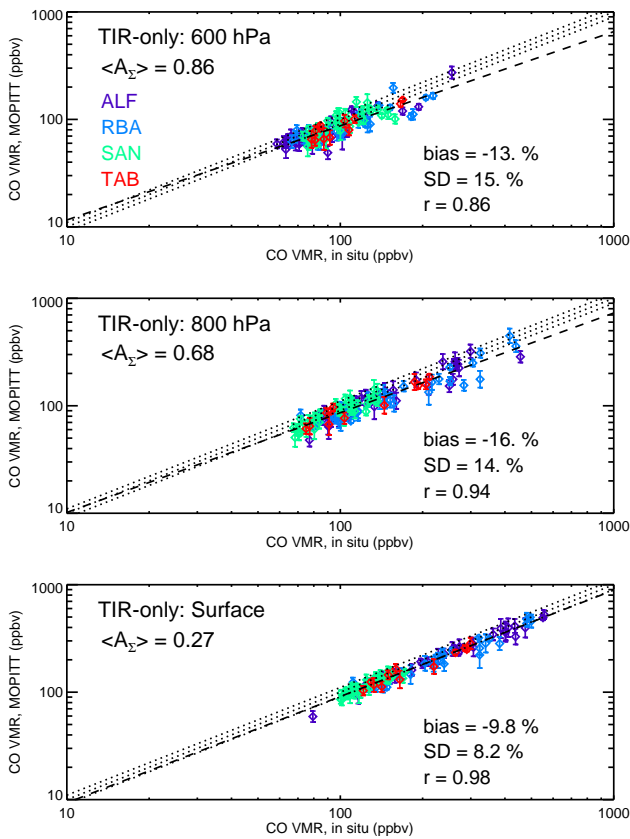 1000
TIR-only: 600 hPa
<A_Σ> = 0.86
ALF
RBA
SAN
TAB
100
CO VMR, MOPITT (ppbv)
bias = -13. %
SD = 15. %
r = 0.86
10
10 100 1000
CO VMR, in situ (ppbv)
1000
TIR-only: 800 hPa
<A_Σ> = 0.68
100
CO VMR, MOPITT (ppbv)
bias = -16. %
SD = 14. %
r = 0.94
10
10 100 1000
CO VMR, in situ (ppbv)
1000
TIR-only: Surface
<A_Σ> = 0.27
100
CO VMR, MOPITT (ppbv)
bias = -9.8 %
SD = 8.2 %
r = 0.98
10
10 100 1000
CO VMR, in situ (ppbv)